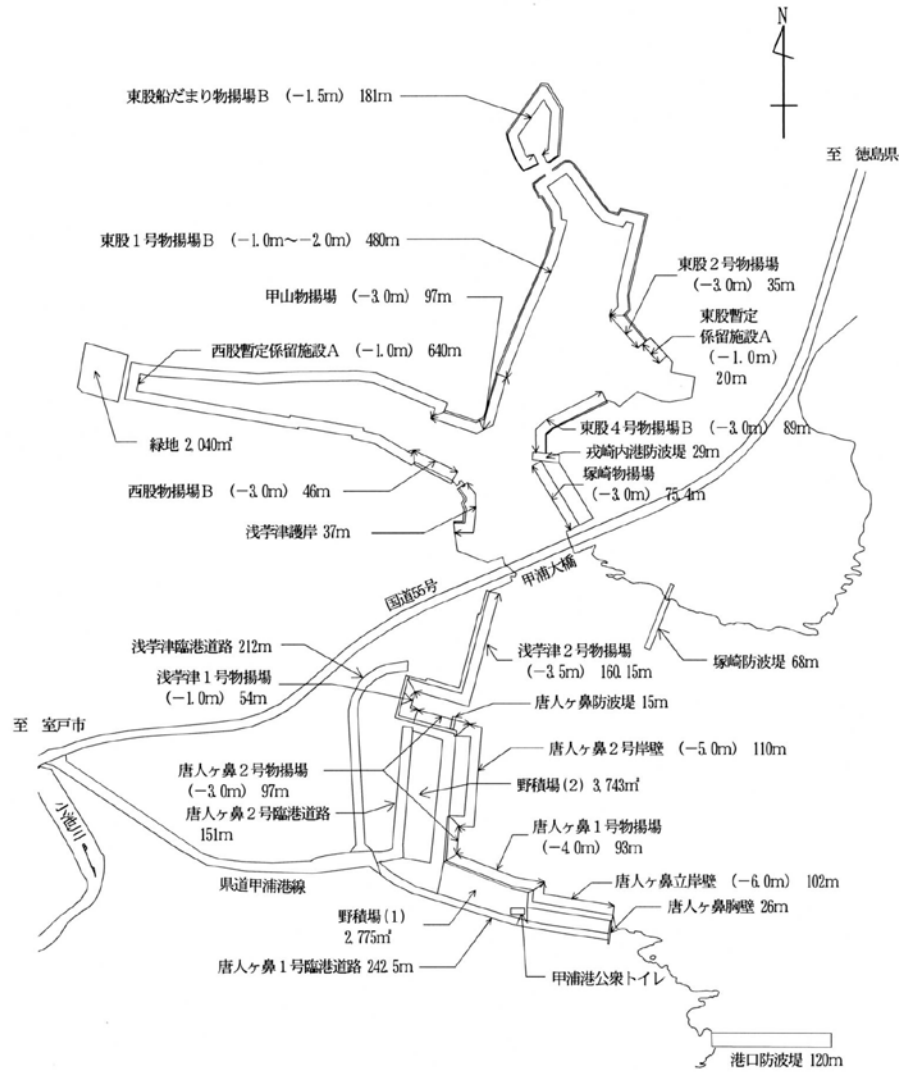 N
東股船だまり物揚場B (−1.5m) 181m
至 徳島県
東股1号物揚場B (−1.0m～−2.0m) 480m
東股2号物揚場
(−3.0m) 35m
甲山物揚場 (−3.0m) 97m
東股暫定
係留施設A
(−1.0m)
20m
西股暫定係留施設A (−1.0m) 640m
東股4号物揚場B (−3.0m) 89m
緑地 2,040㎡
戎崎内港防波堤 29m
塚崎物揚場
(−3.0m) 75.4m
西股物揚場B (−3.0m) 46m
浅苧津護岸 37m
甲浦大橋
国道55号
浅苧津臨港道路 212m
浅苧津2号物揚場
(−3.5m) 160.15m
塚崎防波堤 68m
浅苧津1号物揚場
(−1.0m) 54m
唐人ヶ鼻防波堤 15m
至 室戸市
唐人ヶ鼻2号岸壁 (−5.0m) 110m
唐人ヶ鼻2号物揚場
(−3.0m) 97m
野積場(2) 3,743㎡
唐人ヶ鼻2号臨港道路
151m
小池川
唐人ヶ鼻1号物揚場
(−4.0m) 93m
県道甲浦港線
唐人ヶ鼻立岸壁 (−6.0m) 102m
唐人ヶ鼻胸壁 26m
野積場(1)
2,775㎡
唐人ヶ鼻1号臨港道路 242.5m
甲浦港公衆トイレ
港口防波堤 120m